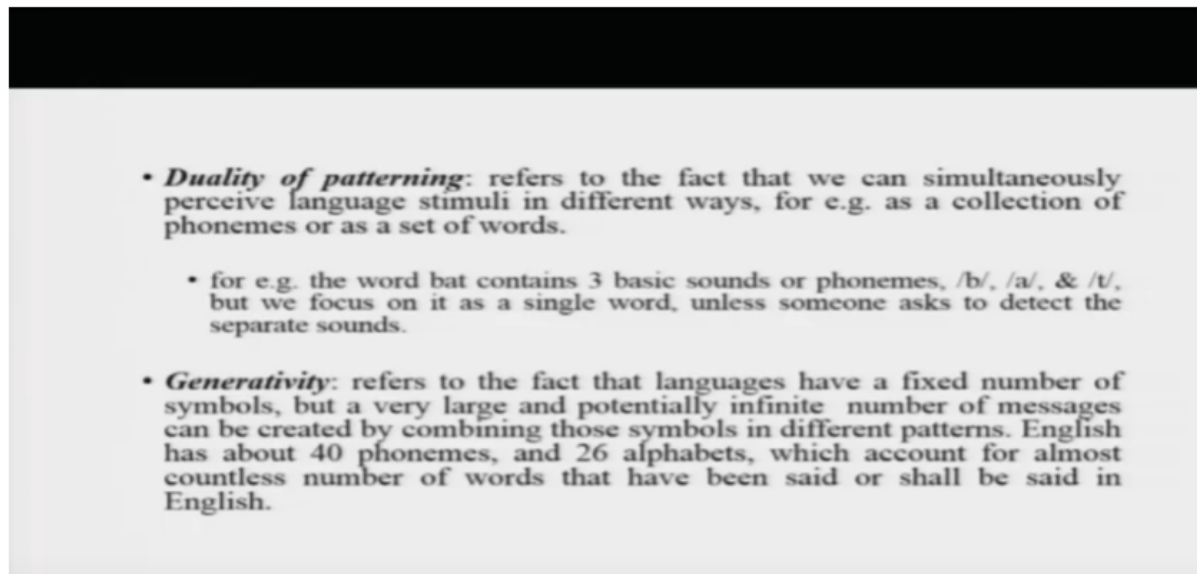 • Duality of patterning: refers to the fact that we can simultaneously
perceive language stimuli in different ways, for e.g. as a collection of
phonemes or as a set of words.
• for e.g. the word bat contains 3 basic sounds or phonemes, /b/, /a/, & /t/,
but we focus on it as a single word, unless someone asks to detect the
separate sounds.
• Generativity: refers to the fact that languages have a fixed number of
symbols, but a very large and potentially infinite number of messages
can be created by combining those symbols in different patterns. English
has about 40 phonemes, and 26 alphabets, which account for almost
countless number of words that have been said or shall be said in
English.